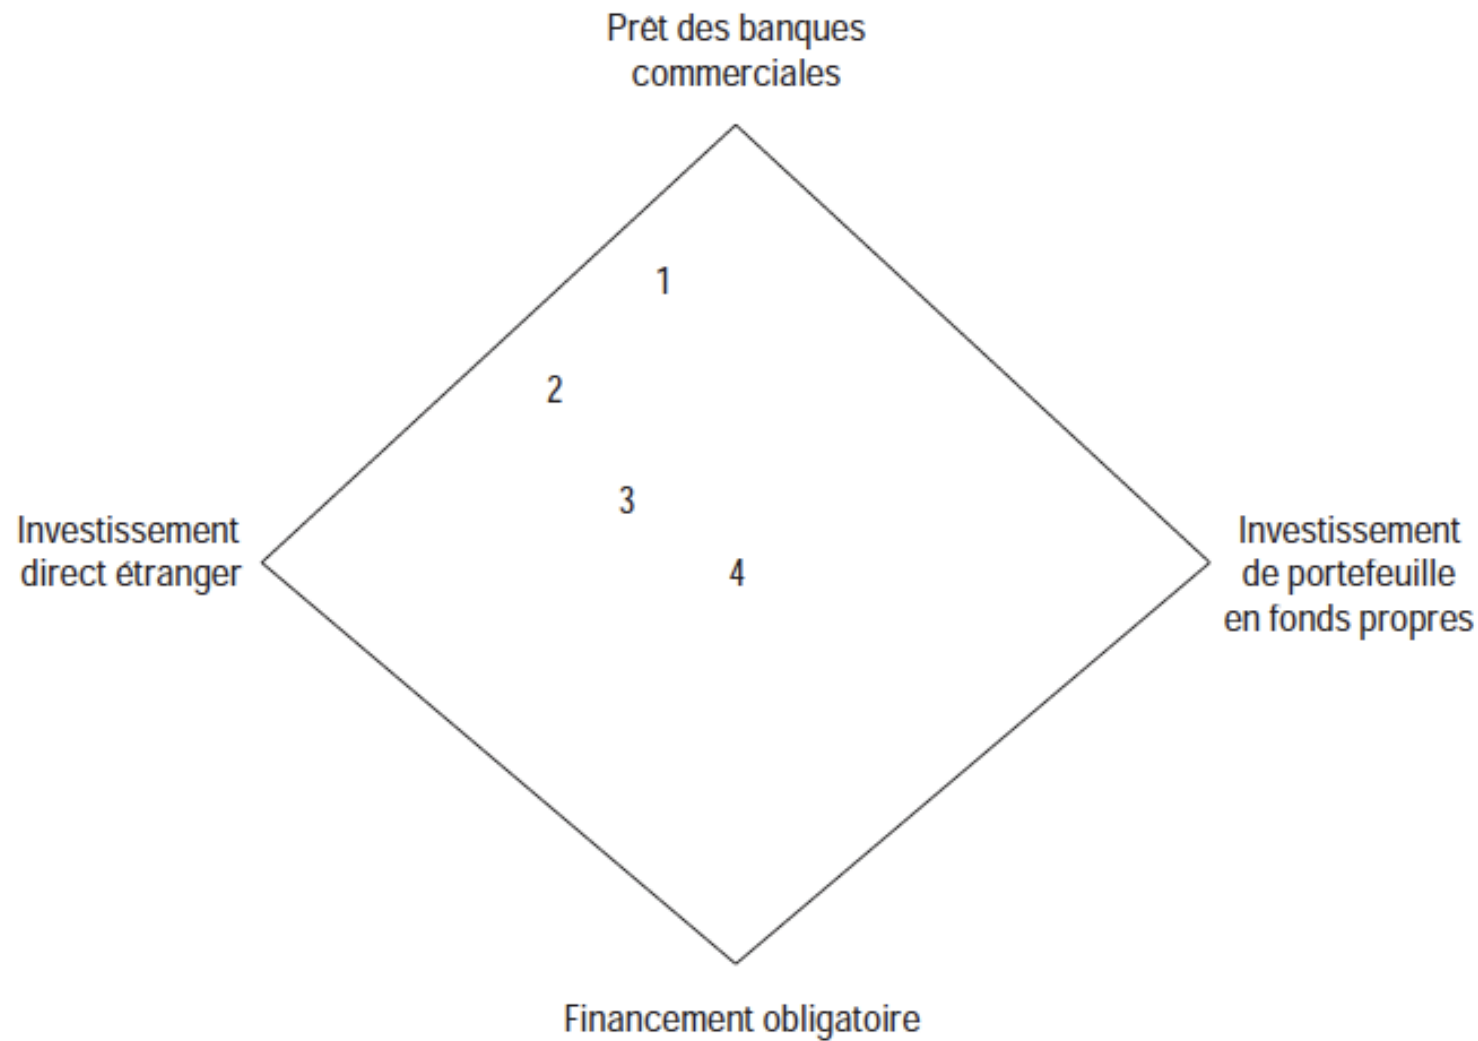 Prêt des banques
commerciales
1
2
3
Investissement
direct étranger
4
Investissement
de portefeuille
en fonds propres
Financement obligatoire